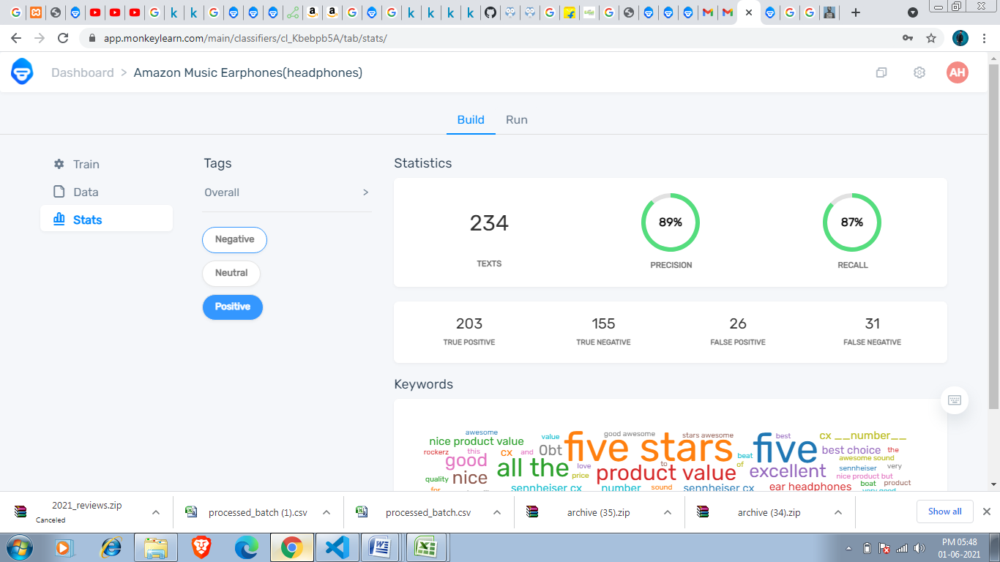 app.monkeylearn.com/main/classifiers/cl_Kbebpb5A/tab/stats/
Dashboard > Amazon Music Earphones(headphones)
AH
Build Run
Train
Data
Stats
Tags
Overall >
Negative
Neutral
Positive
Statistics
234
TEXTS
89%
PRECISION
87%
RECALL
203
TRUE POSITIVE
155
TRUE NEGATIVE
26
FALSE POSITIVE
31
FALSE NEGATIVE
Keywords
awesome value good awesome stars awesome best cx __number__
nice product value five stars five
rockerz this cx and 0bt beat best choice the
good all the love to of awesome sound
product value excellent sennheiser very
quality nice price nice product but
sennheiser cx number sound sennheiser cx ear headphones boat product
for very good
2021_reviews.zip
Canceled
processed_batch (1).csv
processed_batch.csv
archive (35).zip
archive (34).zip
Show all
PM 05:48
01-06-2021